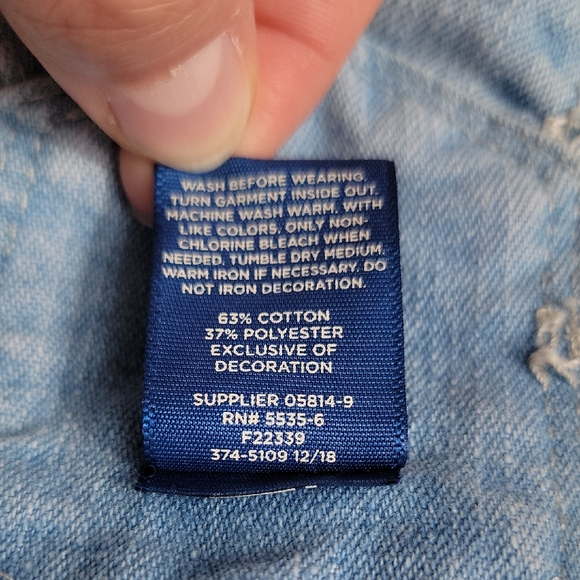 WASH BEFORE WEARING.
TURN GARMENT INSIDE OUT.
MACHINE WASH WARM, WITH
LIKE COLORS, ONLY NON-
CHLORINE BLEACH WHEN
NEEDED. TUMBLE DRY MEDIUM.
WARM IRON IF NECESSARY. DO
NOT IRON DECORATION.
63% COTTON
37% POLYESTER
EXCLUSIVE OF
DECORATION
SUPPLIER 05814-9
RN# 5535-6
F22339
374-5109 12/18